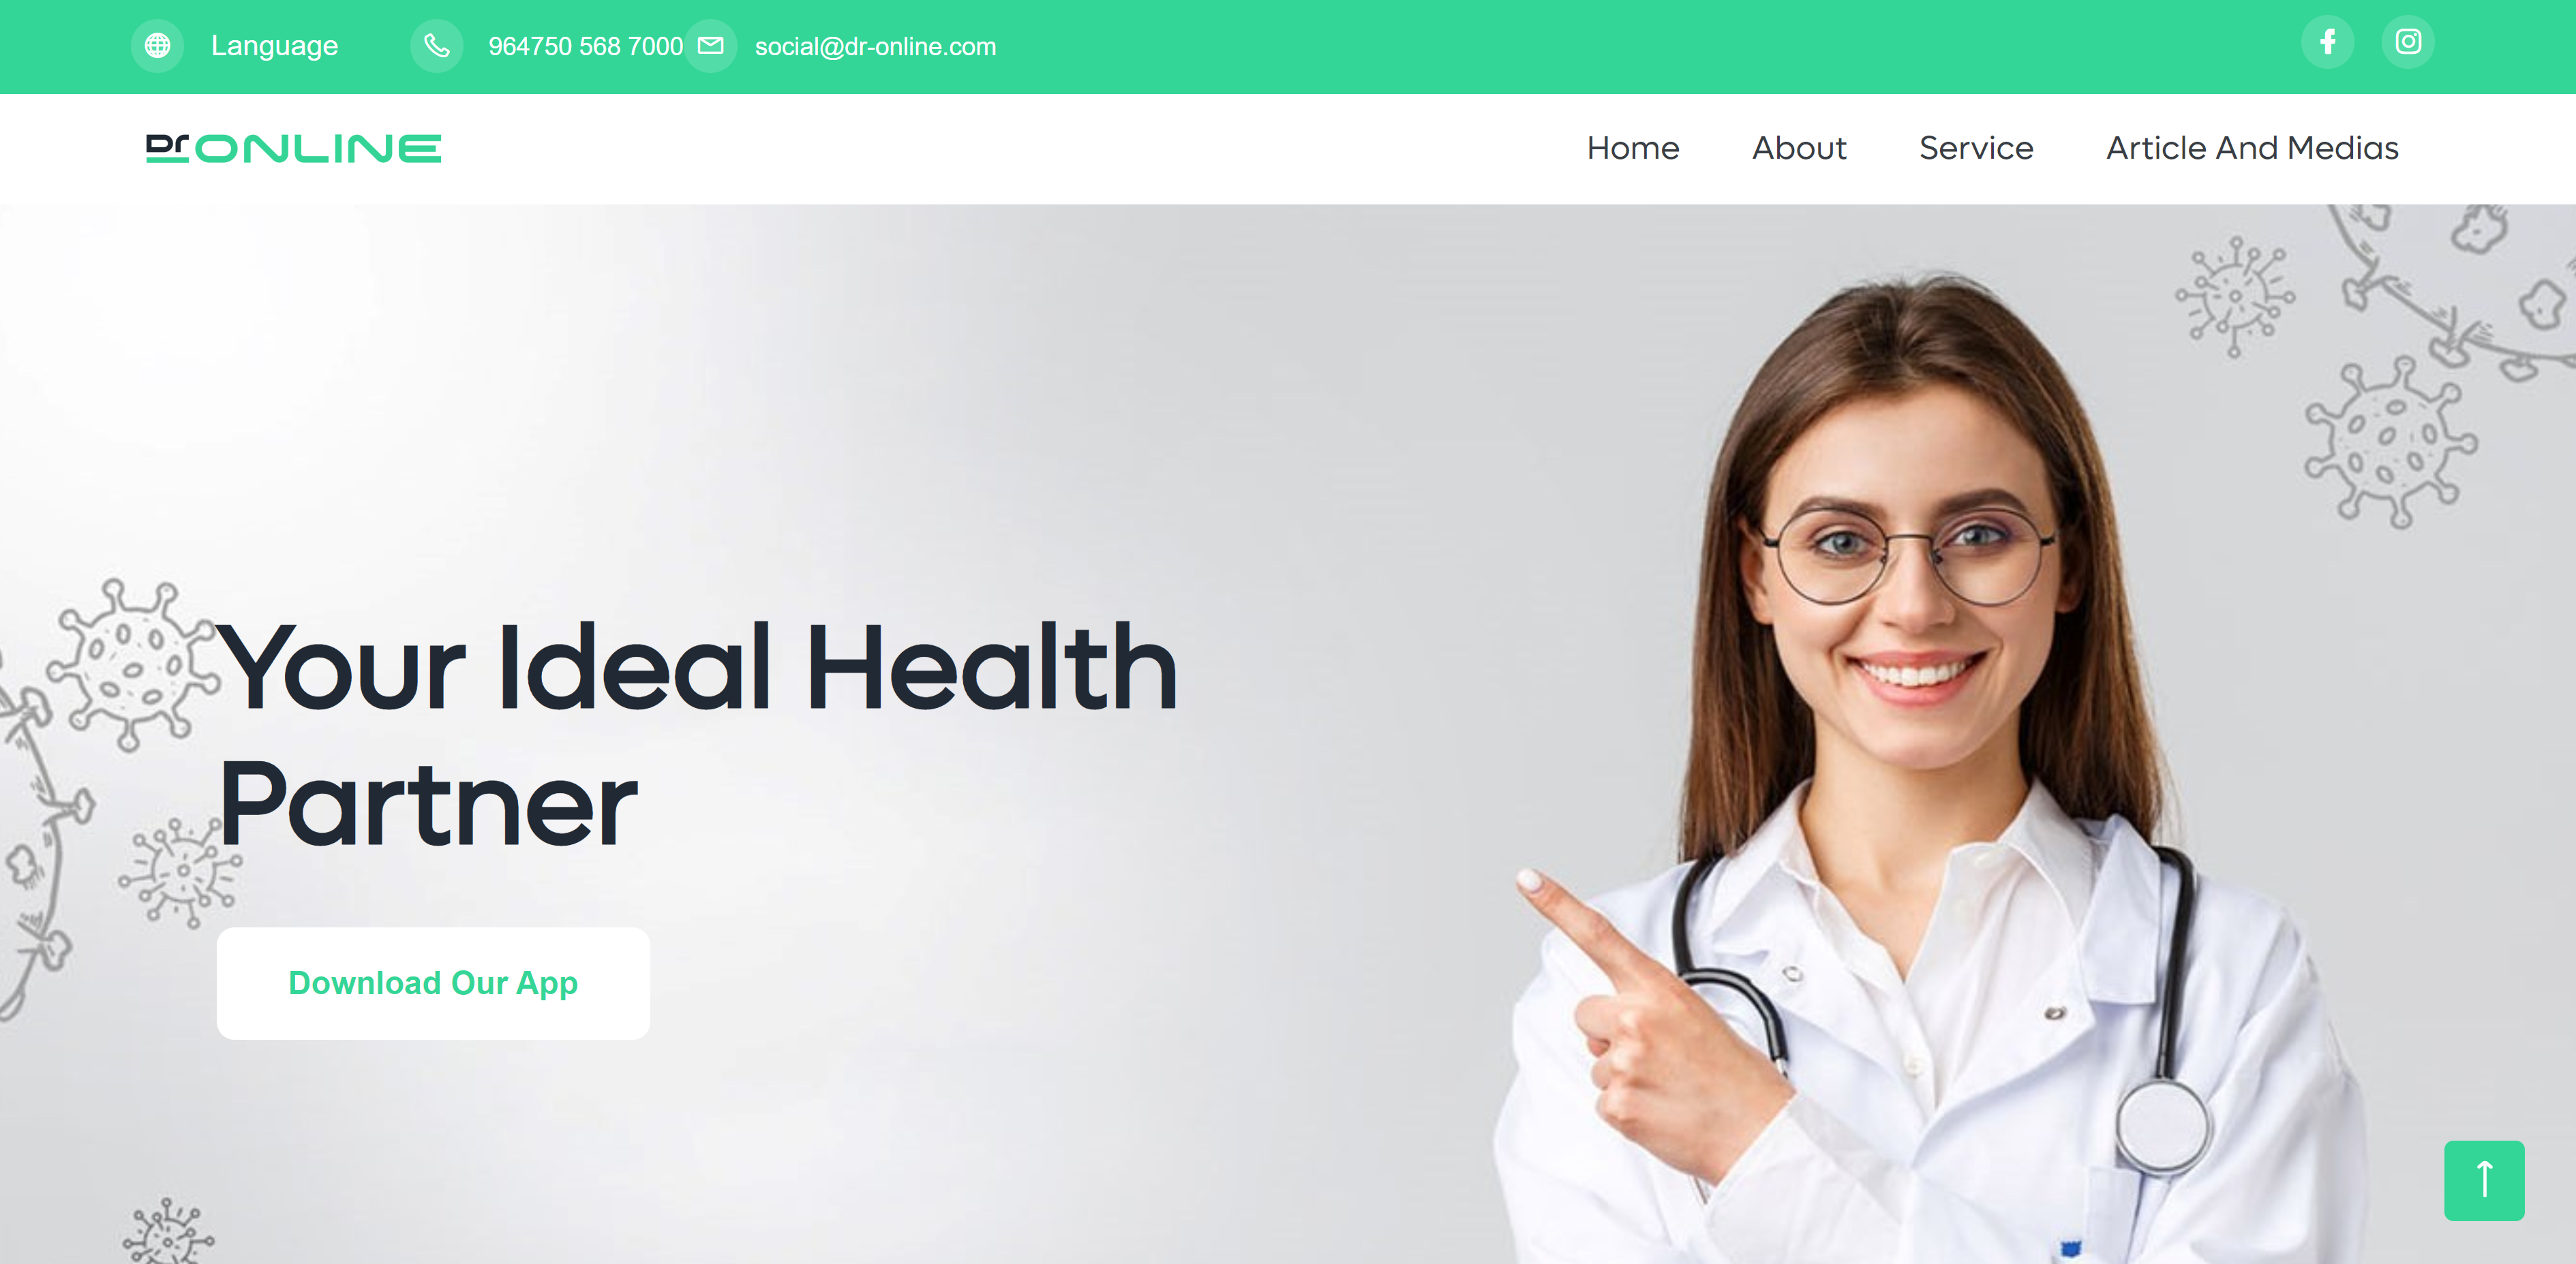 Language
964750 568 7000
social@dr-online.com
Dr ONLINE
Home
About
Service
Article And Medias
Your Ideal Health
Partner
Download Our App